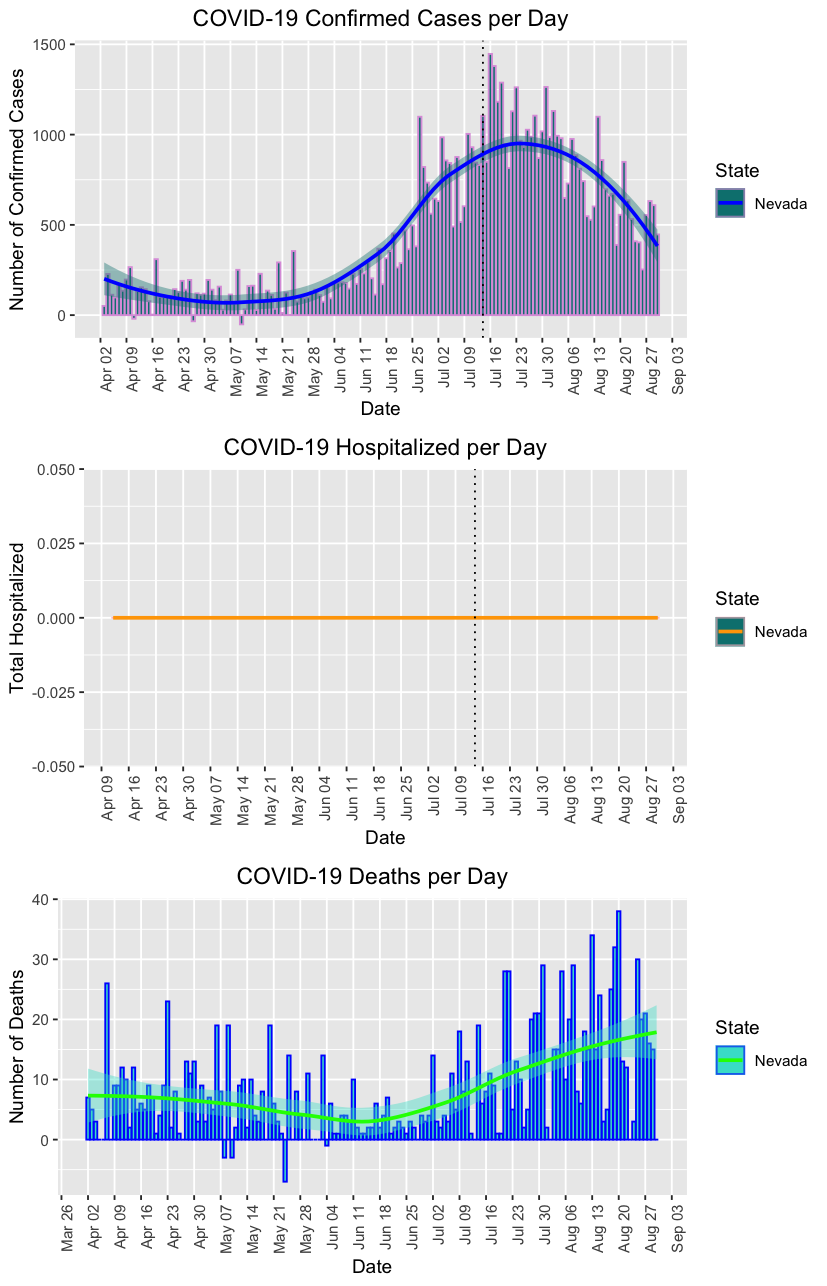 COVID-19 Confirmed Cases per Day
Number of Confirmed Cases
1500
1000
500
0
Apr 02
Apr 09
Apr 16
Apr 23
Apr 30
May 07
May 14
May 21
May 28
Jun 04
Jun 11
Jun 18
Jun 25
Jul 02
Jul 09
Jul 16
Jul 23
Jul 30
Aug 06
Aug 13
Aug 20
Aug 27
Sep 03
Date
State
Nevada
COVID-19 Hospitalized per Day
Total Hospitalized
0.050
0.025
0.000
-0.025
-0.050
Apr 09
Apr 16
Apr 23
Apr 30
May 07
May 14
May 21
May 28
Jun 04
Jun 11
Jun 18
Jun 25
Jul 02
Jul 09
Jul 16
Jul 23
Jul 30
Aug 06
Aug 13
Aug 20
Aug 27
Sep 03
Date
State
Nevada
COVID-19 Deaths per Day
Number of Deaths
40
30
20
10
0
Mar 26
Apr 02
Apr 09
Apr 16
Apr 23
Apr 30
May 07
May 14
May 21
May 28
Jun 04
Jun 11
Jun 18
Jun 25
Jul 02
Jul 09
Jul 16
Jul 23
Jul 30
Aug 06
Aug 13
Aug 20
Aug 27
Sep 03
Date
State
Nevada